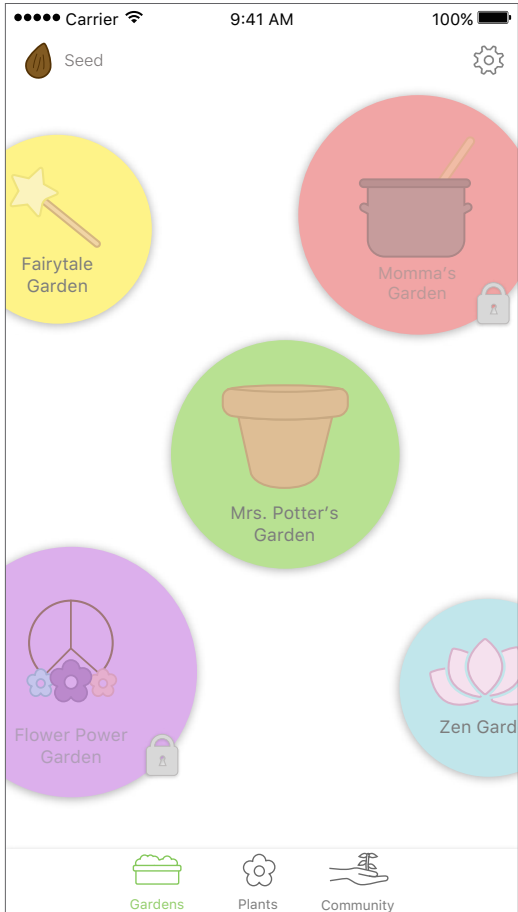 Carrier
9:41 AM
100%
Seed
Fairytale
Garden
Momma's
Garden
Mrs. Potter's
Garden
Flower Power
Garden
Zen Gard
Gardens
Plants
Community